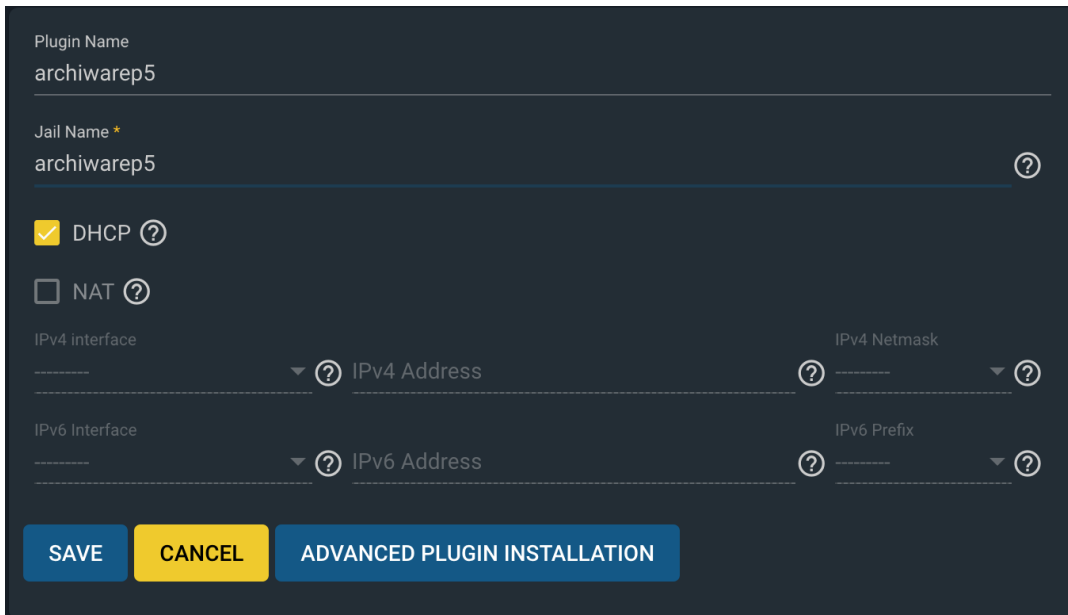 Plugin Name
archiwarep5
Jail Name *
archiwarep5
DHCP
NAT
IPv4 interface
IPv4 Address
IPv4 Netmask
---------
---------
IPv6 Interface
IPv6 Address
IPv6 Prefix
---------
---------
SAVE CANCEL ADVANCED PLUGIN INSTALLATION